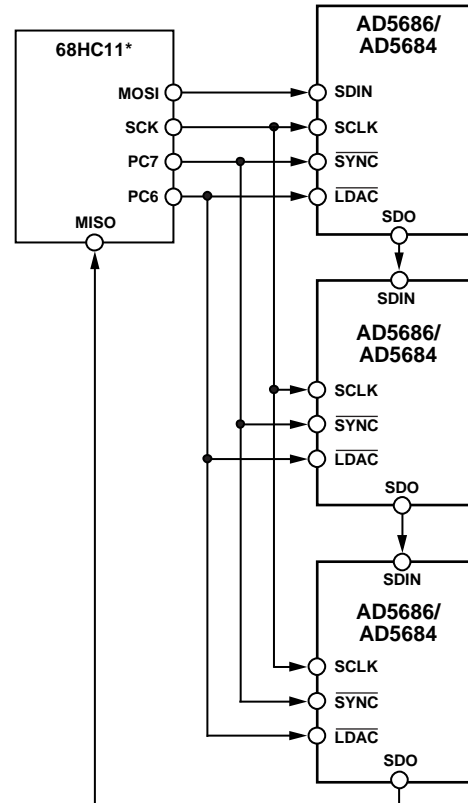 68HC11*
MOSI
SCK
PC7
PC6
MISO
AD5686/
AD5684
SDIN
SCLK
SYNC
LDAC
SDO
SDIN
AD5686/
AD5684
SCLK
SYNC
LDAC
SDO
SDIN
AD5686/
AD5684
SCLK
SYNC
LDAC
SDO